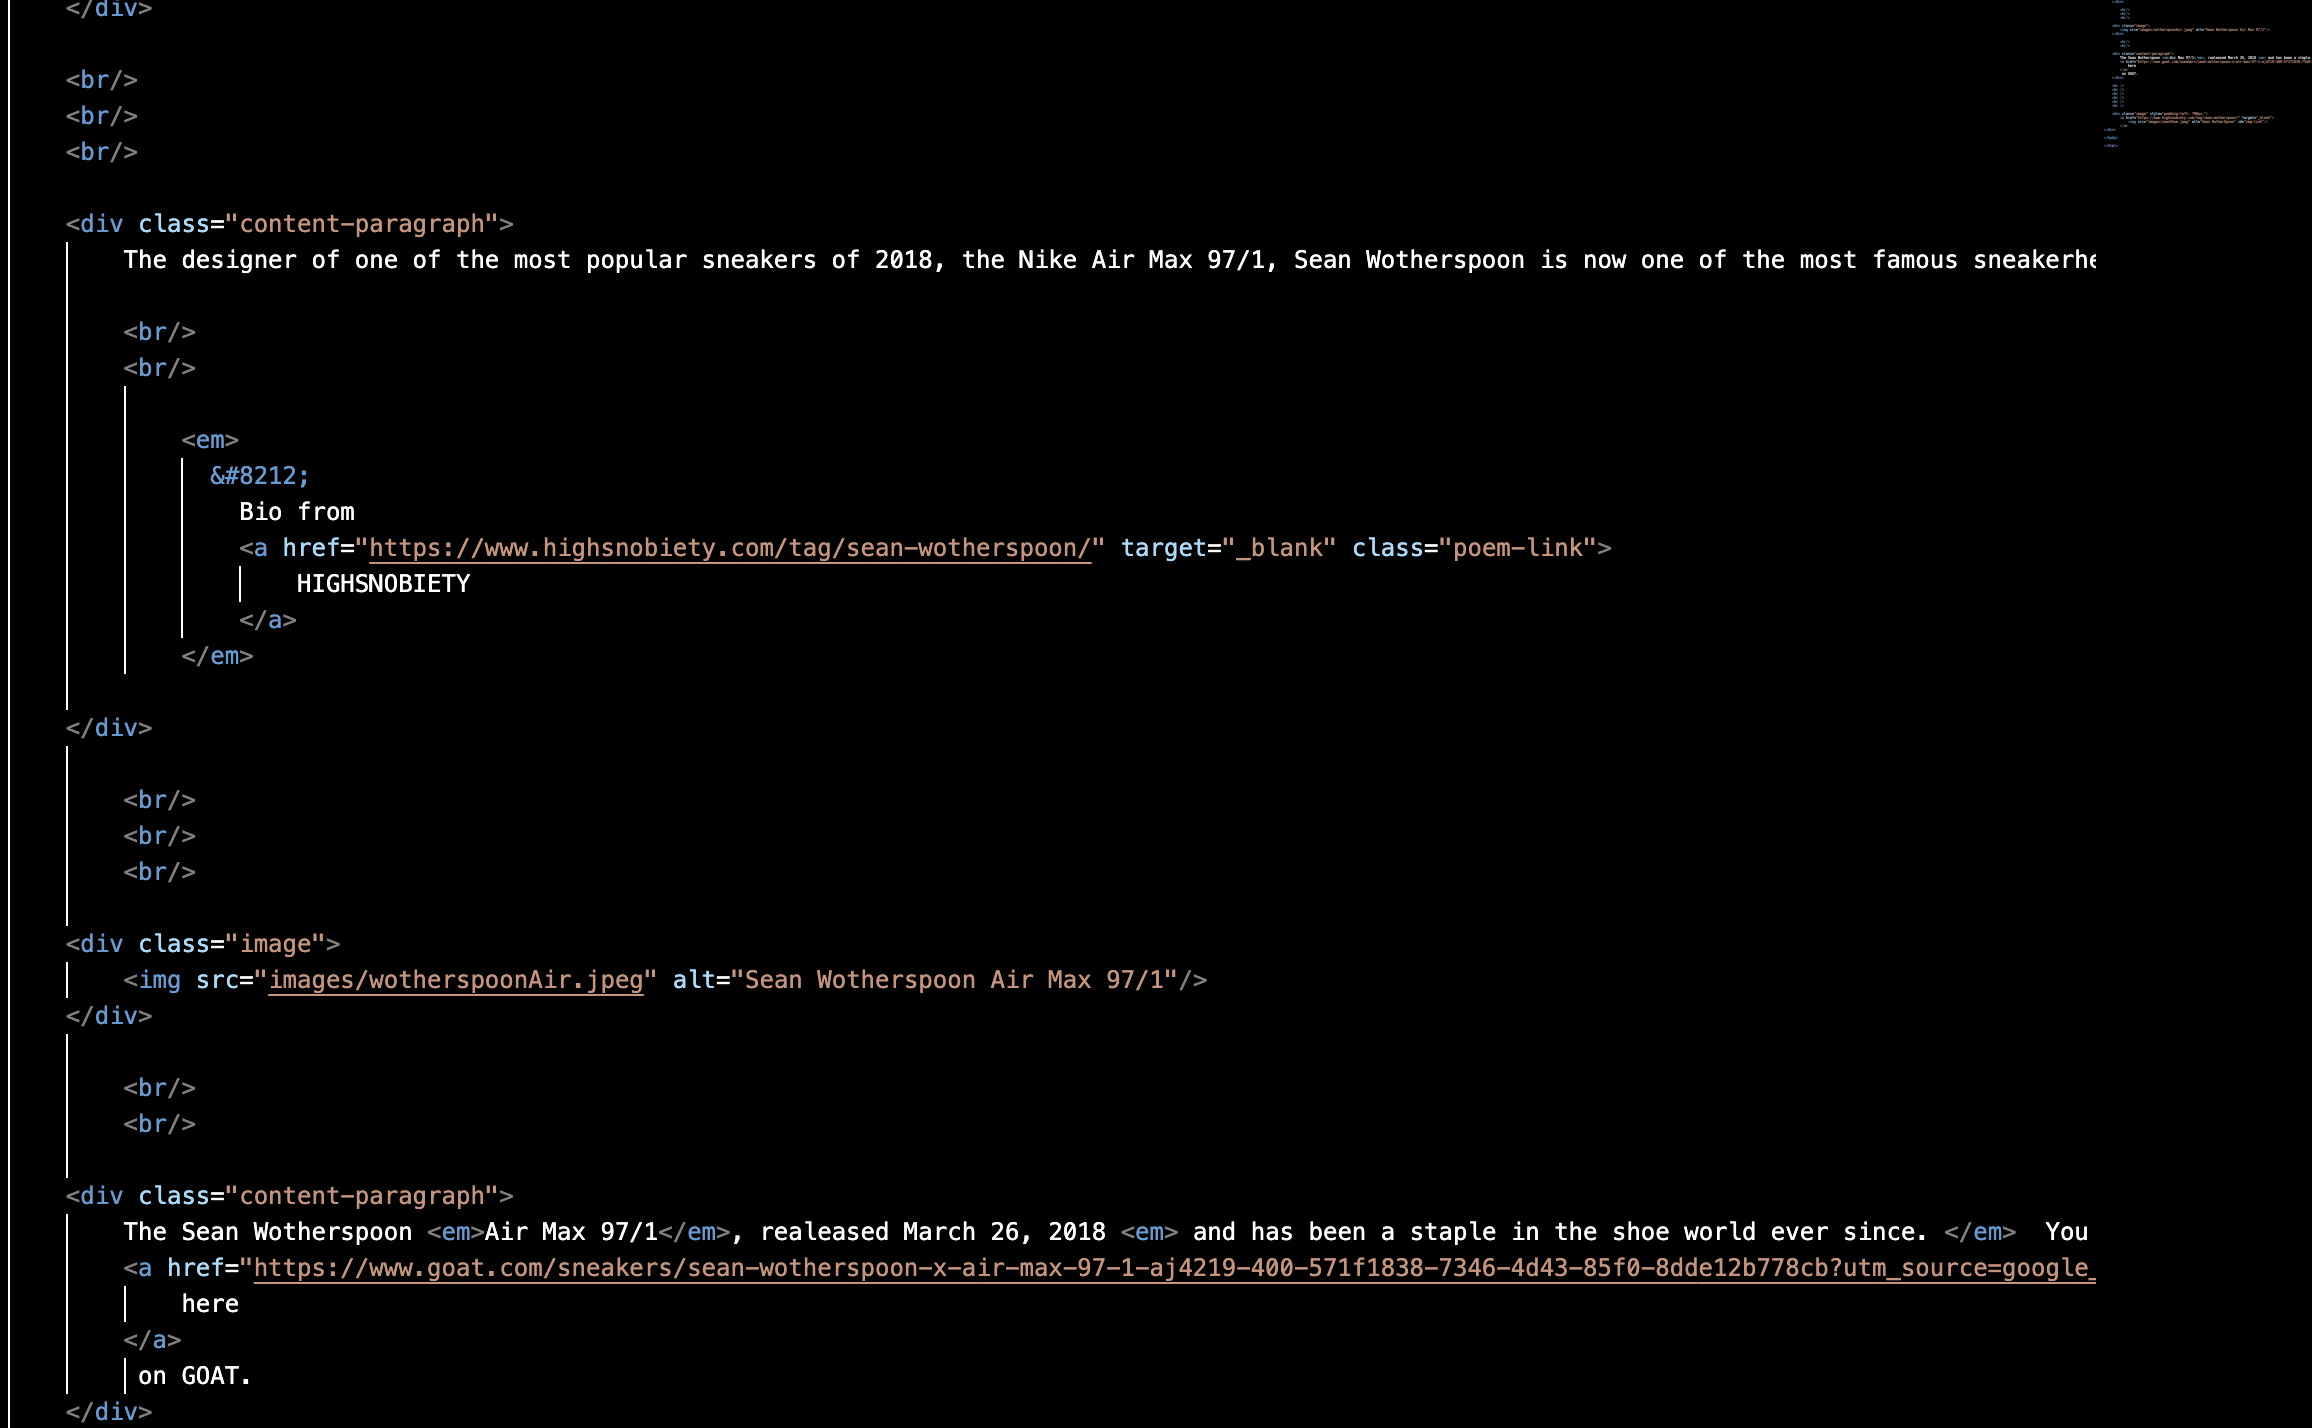 </div>
<br/>
<br/>
<br/>
<div class="content-paragraph">
The designer of one of the most popular sneakers of 2018, the Nike Air Max 97/1, Sean Wotherspoon is now one of the most famous
<br/>
<br/>
<em>
&#8212;
Bio from
<a href="https://www.highsnobiety.com/tag/sean-wotherspoon/" target="_blank" class="poem-link">
HIGHSNOBIETY
</a>
</em>
</div>
<br/>
<br/>
<br/>
<div class="image">
<img src="images/wotherspoonAir.jpeg" alt="Sean Wotherspoon Air Max 97/1"/>
</div>
<br/>
<br/>
<div class="content-paragraph">
The Sean Wotherspoon <em>Air Max 97/1</em>, realeased March 26, 2018 <em> and has been a staple in the shoe world ever since. </em>  You
<a href="https://www.goat.com/sneakers/sean-wotherspoon-x-air-max-97-1-aj4219-400-571f1838-7346-4d43-85f0-8dde12b778cb?utm_source=google_
here
</a>
on GOAT.
</div>